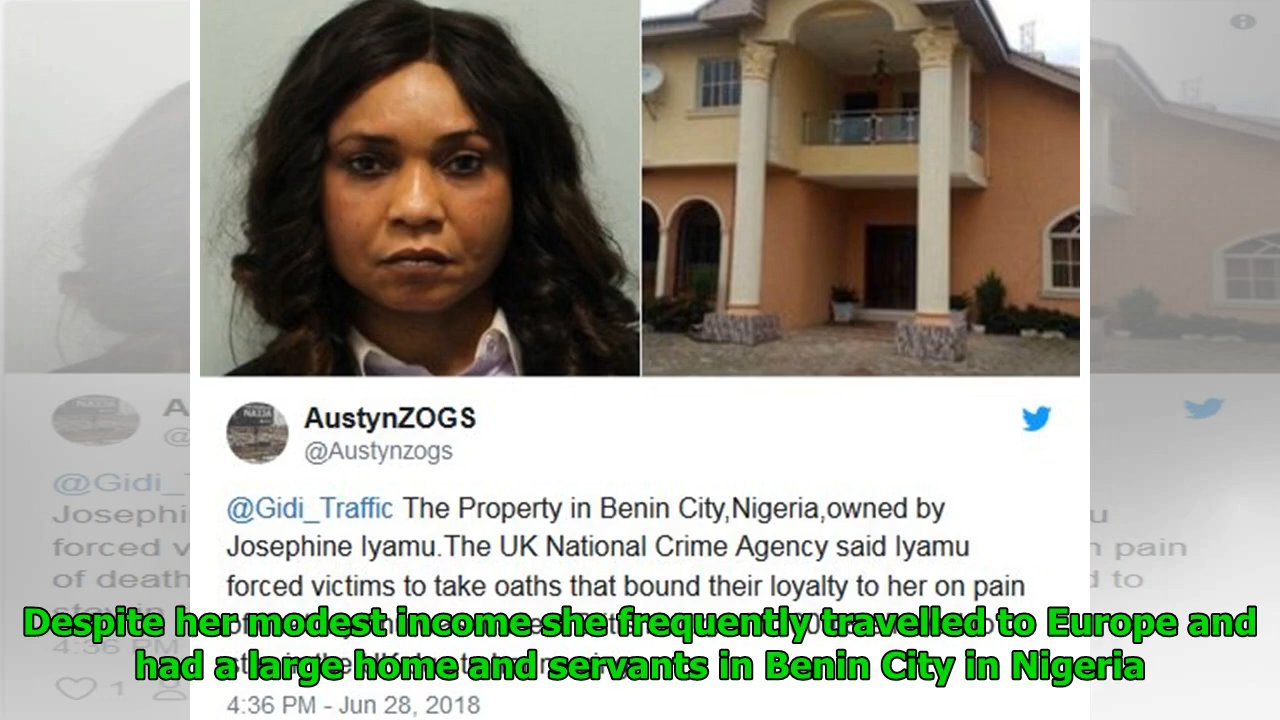 AustynZOGS
@Austynzogs
@Gidi_Traffic The Property in Benin City,Nigeria,owned by
Josephine Iyamu.The UK National Crime Agency said Iyamu
forced victims to take oaths that bound their loyalty to her on pain
Despite her modest income she frequently travelled to Europe and
had a large home and servants in Benin City in Nigeria
4:36 PM - Jun 28, 2018